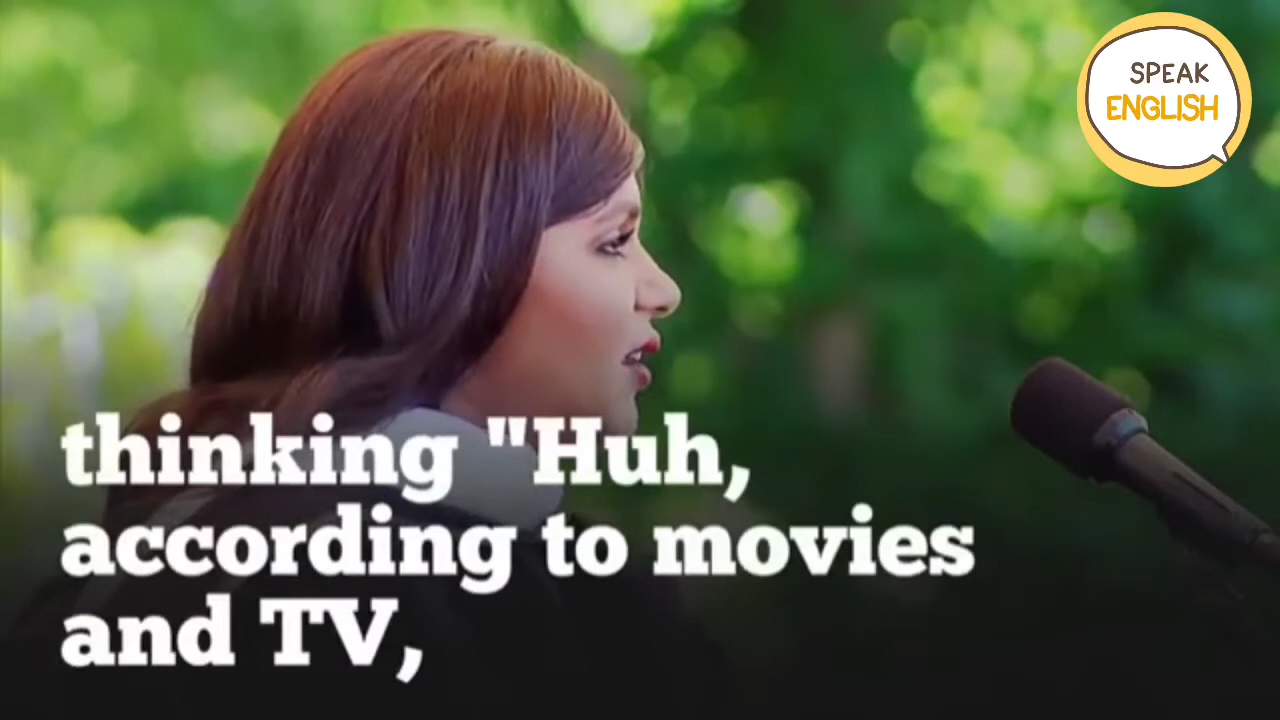 SPEAK
ENGLISH
thinking "Huh,
according to movies
and TV,